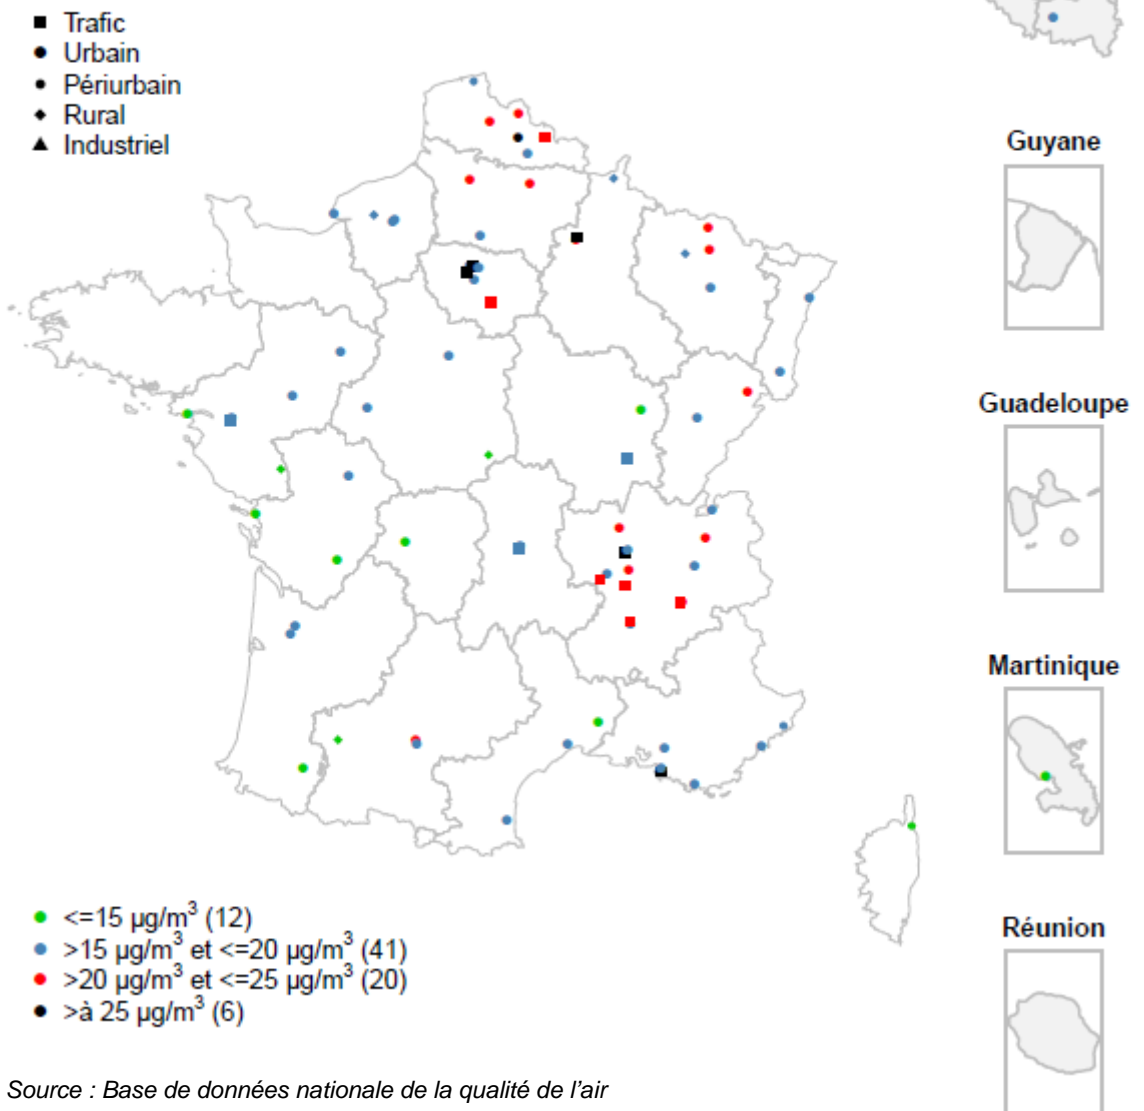 Trafic
Urbain
Périurbain
Rural
Industriel
Guyane
Guadeloupe
Martinique
Réunion
<=15 µg/m³ (12)
>15 µg/m³ et <=20 µg/m³ (41)
>20 µg/m³ et <=25 µg/m³ (20)
>à 25 µg/m³ (6)
Source : Base de données nationale de la qualité de l'air